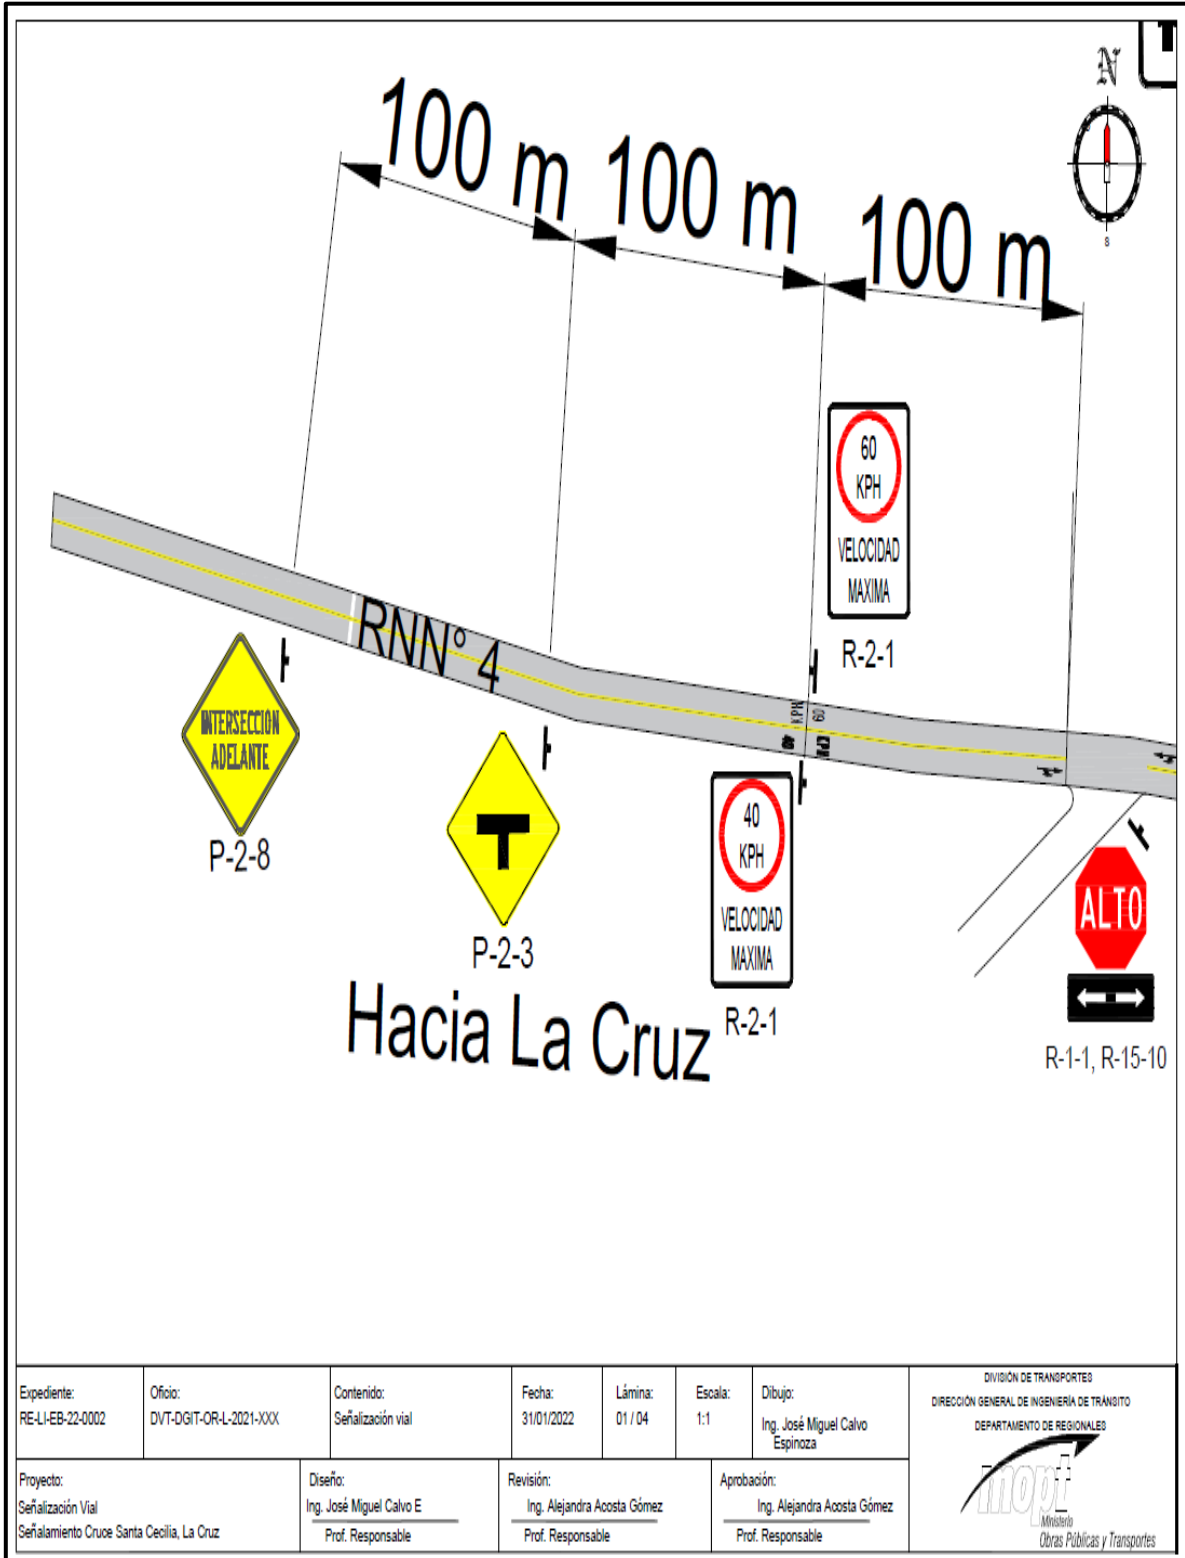 N
S
100 m
100 m
100 m
60
KPH
VELOCIDAD
MAXIMA
R-2-1
RNN° 4
KPH
60
40
KPH
INTERSECCION
ADELANTE
P-2-8
P-2-3
40
KPH
VELOCIDAD
MAXIMA
R-2-1
ALTO
R-1-1, R-15-10
Hacia La Cruz
Expediente:
RE-LI-EB-22-0002
Oficio:
DVT-DGIT-OR-L-2021-XXX
Contenido:
Señalización vial
Fecha:
31/01/2022
Lámina:
01 / 04
Escala:
1:1
Dibujo:
Ing. José Miguel Calvo
Espinoza
DIVISIÓN DE TRANSPORTES
DIRECCIÓN GENERAL DE INGENIERÍA DE TRÁNSITO
DEPARTAMENTO DE REGIONALES
Proyecto:
Señalización Vial
Señalamiento Cruce Santa Cecilia, La Cruz
Diseño:
Ing. José Miguel Calvo E
Prof. Responsable
Revisión:
Ing. Alejandra Acosta Gómez
Prof. Responsable
Aprobación:
Ing. Alejandra Acosta Gómez
Prof. Responsable
mopt
Ministerio
Obras Públicas y Transportes